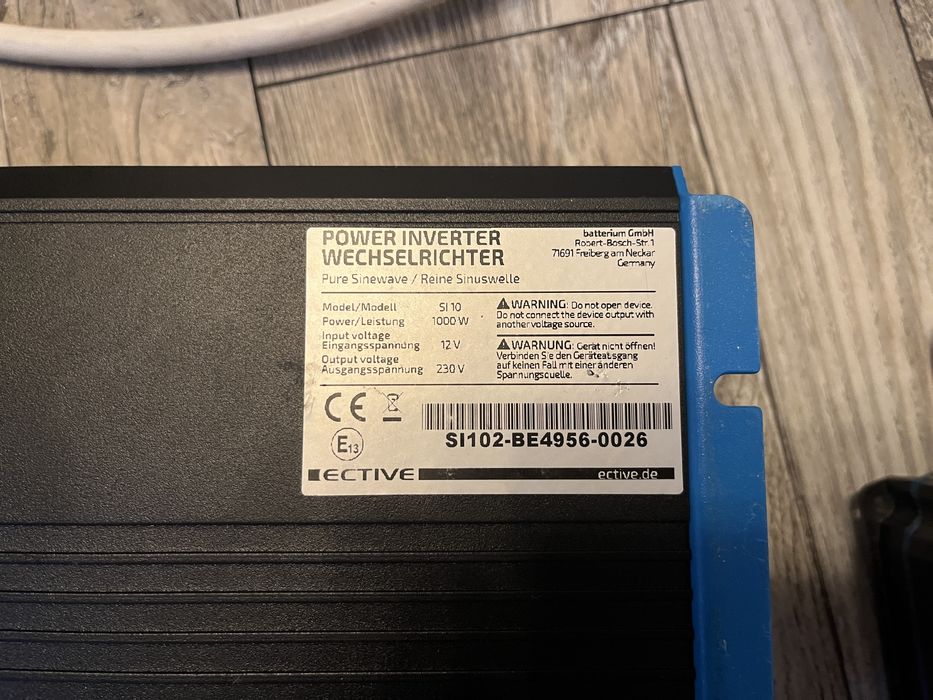 POWER INVERTER
WECHSELRICHTER
Pure Sinewave / Reine Sinuswelle
batterium GmbH
Robert-Bosch-Str. 1
71691 Freiberg am Neckar
Germany
Model/Modell SI 10
Power/Leistung 1000 W
Input voltage
Eingangsspannung 12 V
Output voltage
Ausgangsspannung 230 V
WARNING: Do not open device.
Do not connect the device output with
another voltage source.
WARNUNG: Gerät nicht öffnen!
Verbinden Sie den Geräteausgang
auf keinen Fall mit einer anderen
Spannungsquelle.
CE
E13
SI102-BE4956-0026
ECTIVE
ective.de